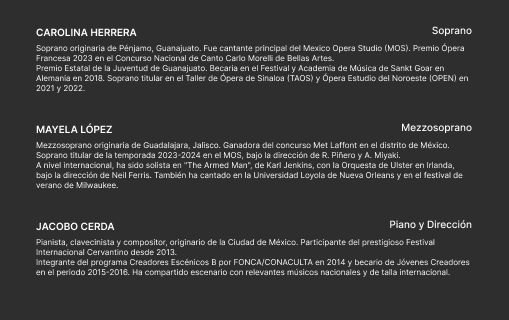 CAROLINA HERRERA
Soprano
Soprano originaria de Pénjamo, Guanajuato. Fue cantante principal del Mexico Opera Studio (MOS). Premio Ópera
Francesa 2023 en el Concurso Nacional de Canto Carlo Morelli de Bellas Artes.
Premio Estatal de la Juventud de Guanajuato. Becaria en el Festival y Academia de Música de Sankt Goar en
Alemania en 2018. Soprano titular en el Taller de Ópera de Sinaloa (TAOS) y Ópera Estudio del Noroeste (OPEN) en
2021 y 2022.
MAYELA LÓPEZ
Mezzosoprano
Mezzosoprano originaria de Guadalajara, Jalisco. Ganadora del concurso Met Laffont en el distrito de México.
Soprano titular de la temporada 2023-2024 en el MOS, bajo la dirección de R. Piñero y A. Miyaki.
A nivel internacional, ha sido solista en "The Armed Man", de Karl Jenkins, con la Orquesta de Ulster en Irlanda,
bajo la dirección de Neil Ferris. También ha cantado en la Universidad Loyola de Nueva Orleans y en el festival de
verano de Milwaukee.
JACOBO CERDA
Piano y Dirección
Pianista, clavecinista y compositor, originario de la Ciudad de México. Participante del prestigioso Festival
Internacional Cervantino desde 2013.
Integrante del programa Creadores Escénicos B por FONCA/CONACULTA en 2014 y becario de Jóvenes Creadores
en el periodo 2015-2016. Ha compartido escenario con relevantes músicos nacionales y de talla internacional.